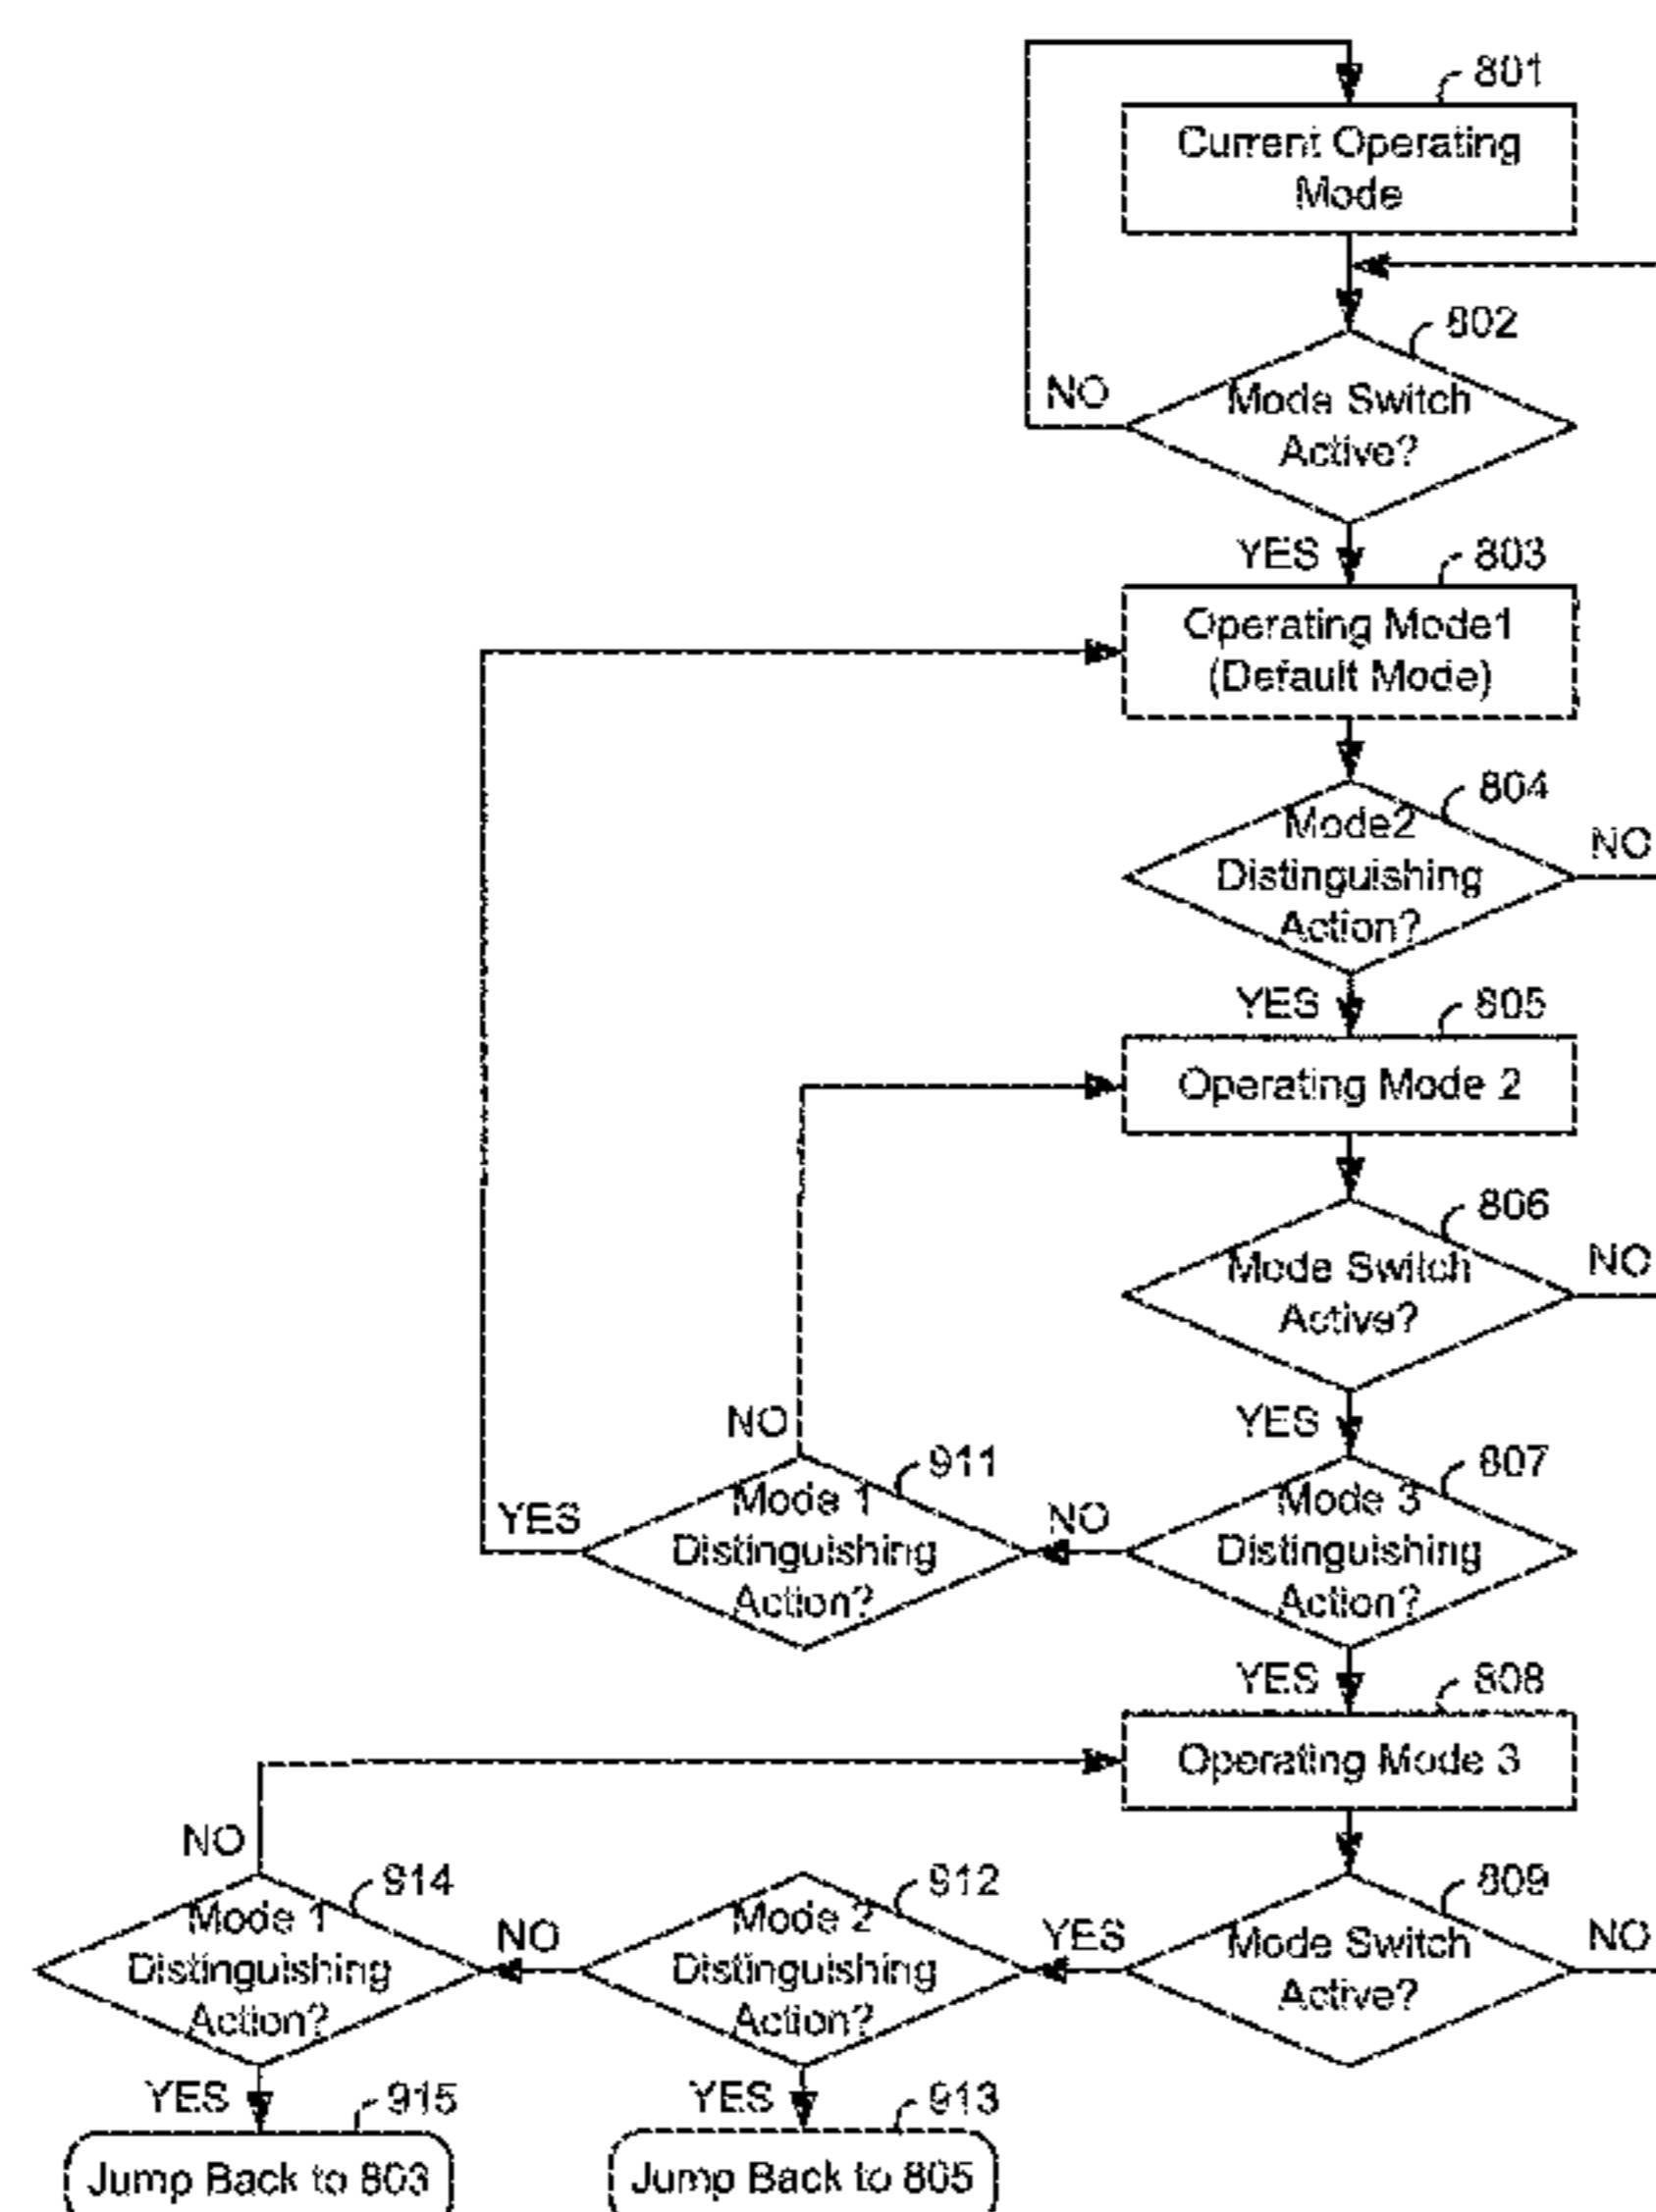 801
Current Operating
Mode
802
NO
Mode Switch
Active?
YES
803
Operating Mode1
(Default Mode)
804
Mode2
Distinguishing
Action?
NO
YES
805
Operating Mode 2
806
Mode Switch
Active?
NO
YES
NO
911
Mode 1
Distinguishing
Action?
YES
NO
807
Mode 3
Distinguishing
Action?
YES
808
Operating Mode 3
NO
914
Mode 1
Distinguishing
Action?
NO
912
Mode 2
Distinguishing
Action?
YES
809
Mode Switch
Active?
NO
YES
915
Jump Back to 803
YES
913
Jump Back to 805